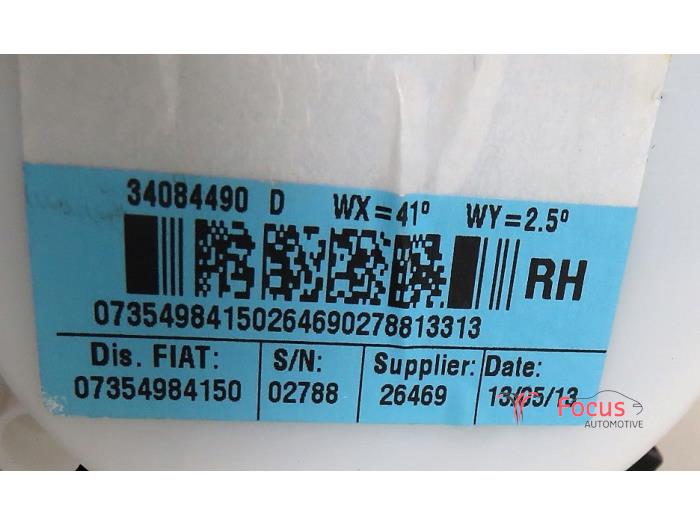 34084490 D WX=41° WY=2.5°
RH
07354984150264690278813313
Dis. FIAT: S/N: Supplier: Date:
07354984150 02788 26469 13/05/13
Focus
AUTOMOTIVE